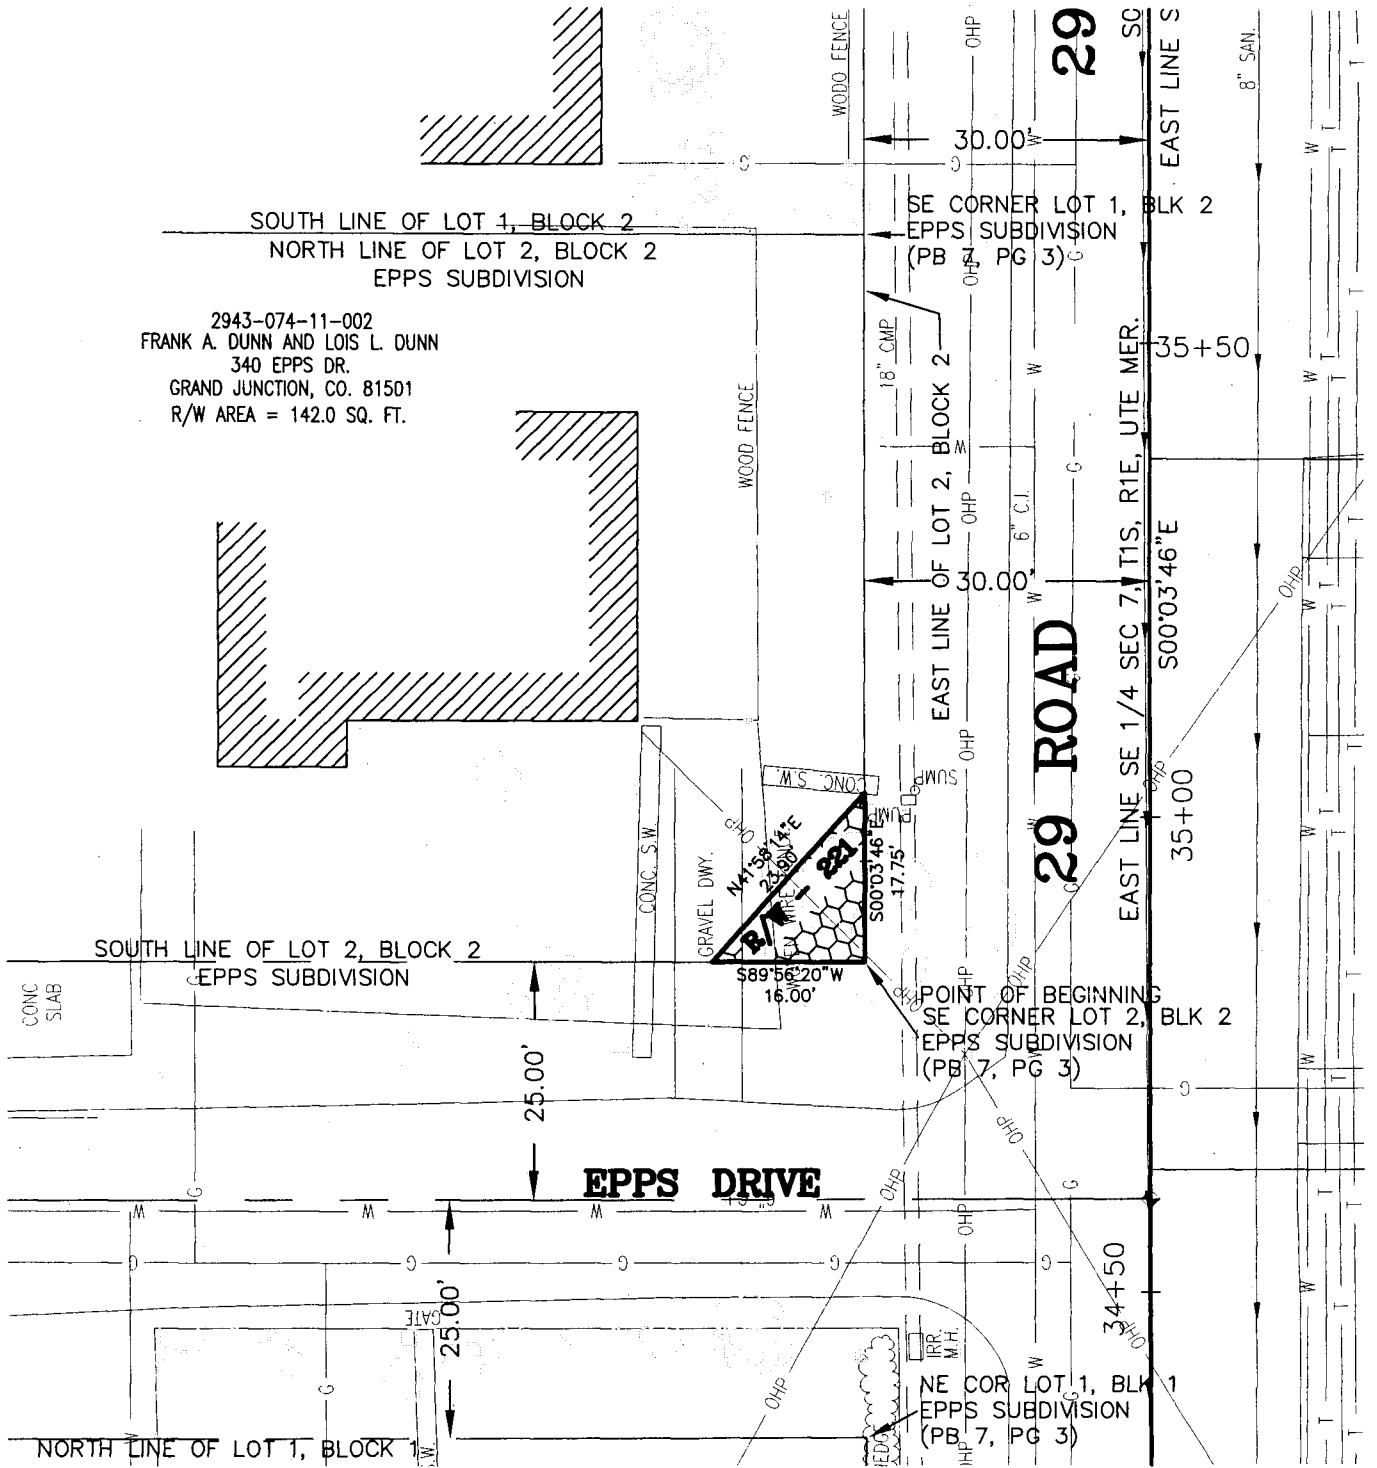 WOOD FENCE
OHP
29
SC
EAST LINE S
8" SAN.
30.00'
SOUTH LINE OF LOT 1, BLOCK 2
NORTH LINE OF LOT 2, BLOCK 2
EPPS SUBDIVISION
SE CORNER LOT 1, BLK 2
EPPS SUBDIVISION
(PB 7, PG 3)
2943-074-11-002
FRANK A. DUNN AND LOIS L. DUNN
340 EPPS DR.
GRAND JUNCTION, CO. 81501
R/W AREA = 142.0 SQ. FT.
18" CMP
35+50
WOOD FENCE
EAST LINE OF LOT 2, BLOCK 2
6" C.I.
30.00'
29 ROAD
EAST LINE SE 1/4 SEC 7, T1S, R1E, UTE MER.
S00°03'46"E
OHP
35+00
CONC. S.W.
SUMP
PUMP
CONC. S.W.
GRAVEL DWY.
N41°58'14"E
23.90'
R/W - 221
S00°03'46"E
17.75'
S89°56'20"W
16.00'
SOUTH LINE OF LOT 2, BLOCK 2
EPPS SUBDIVISION
CONC
SLAB
POINT OF BEGINNING
SE CORNER LOT 2, BLK 2
EPPS SUBDIVISION
(PB 7, PG 3)
25.00'
EPPS DRIVE
25.00'
GATE
34+50
IRR.
M.H.
NE COR LOT 1, BLK 1
EPPS SUBDIVISION
(PB 7, PG 3)
NORTH LINE OF LOT 1, BLOCK 1